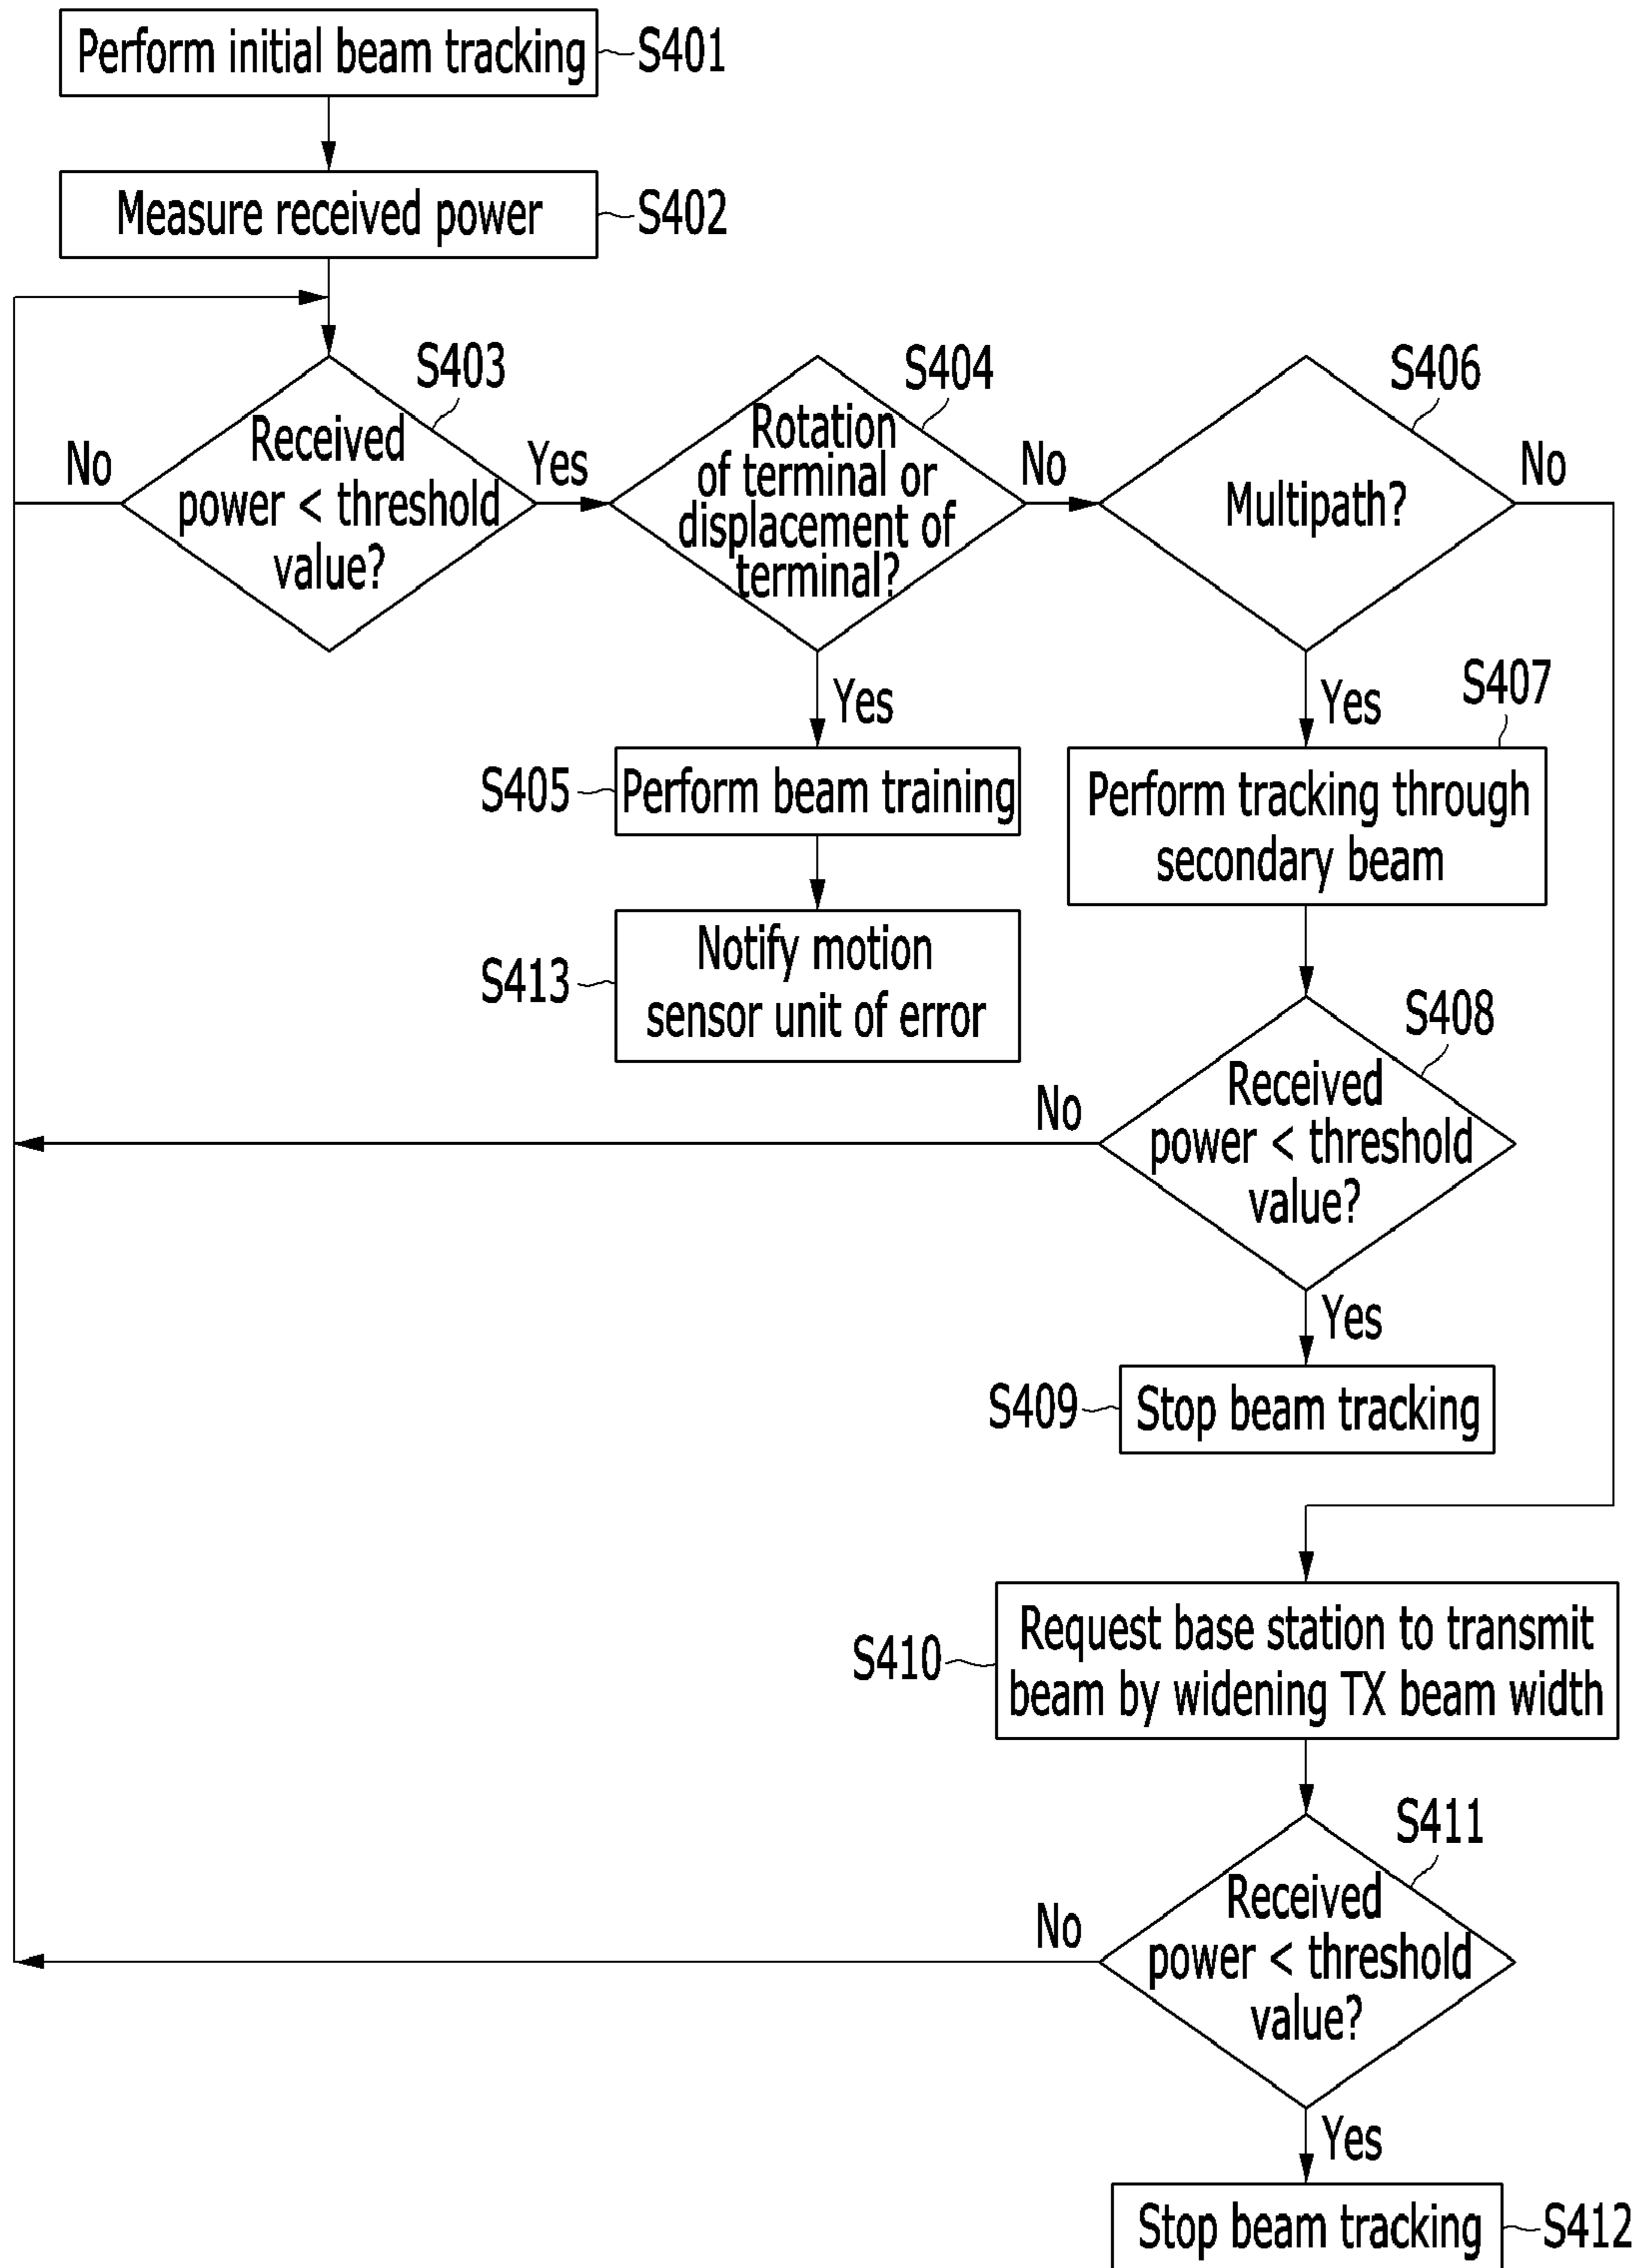 Perform initial beam tracking
S401
Measure received power
S402
S403
Received
power < threshold
value?
No
Yes
S404
Rotation
of terminal or
displacement of
terminal?
No
Yes
S406
Multipath?
No
Yes
S405
Perform beam training
S413
Notify motion
sensor unit of error
S407
Perform tracking through
secondary beam
S408
Received
power < threshold
value?
No
Yes
S409
Stop beam tracking
S410
Request base station to transmit
beam by widening TX beam width
S411
Received
power < threshold
value?
No
Yes
Stop beam tracking
S412